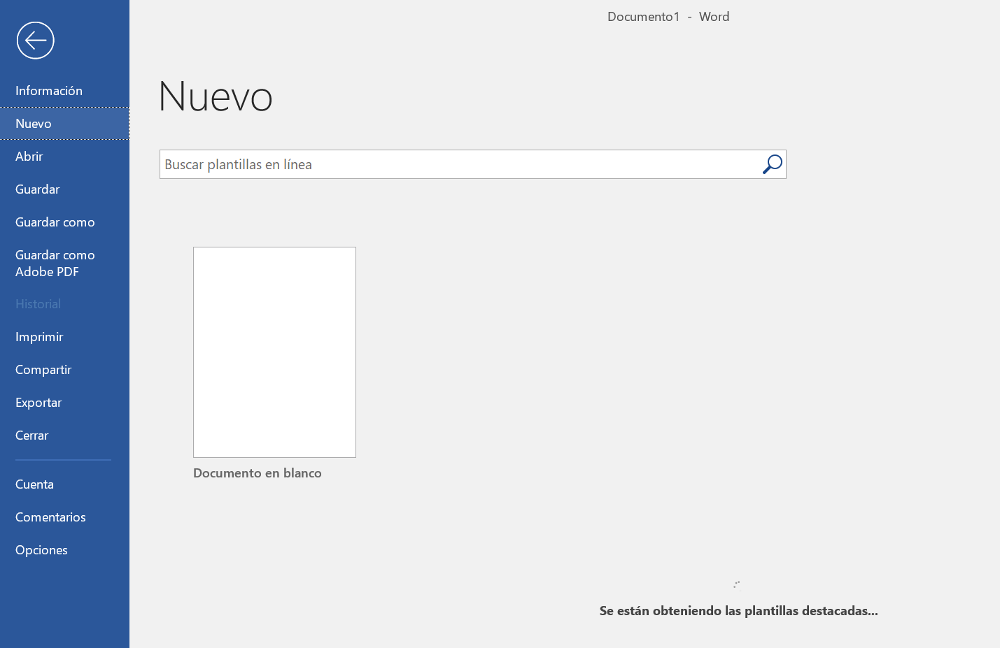 Documento1 - Word
Información
Nuevo
Abrir
Guardar
Guardar como
Guardar como
Adobe PDF
Historial
Imprimir
Compartir
Exportar
Cerrar
Cuenta
Comentarios
Opciones
Nuevo
Buscar plantillas en línea
Documento en blanco
Se están obteniendo las plantillas destacadas...